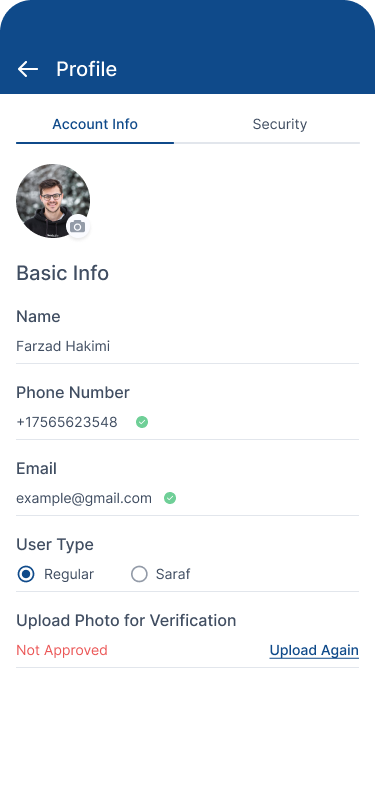 Profile
Account Info
Security
Basic Info
Name
Farzad Hakimi
Phone Number
+17565623548
Email
example@gmail.com
User Type
Regular
Saraf
Upload Photo for Verification
Not Approved
Upload Again